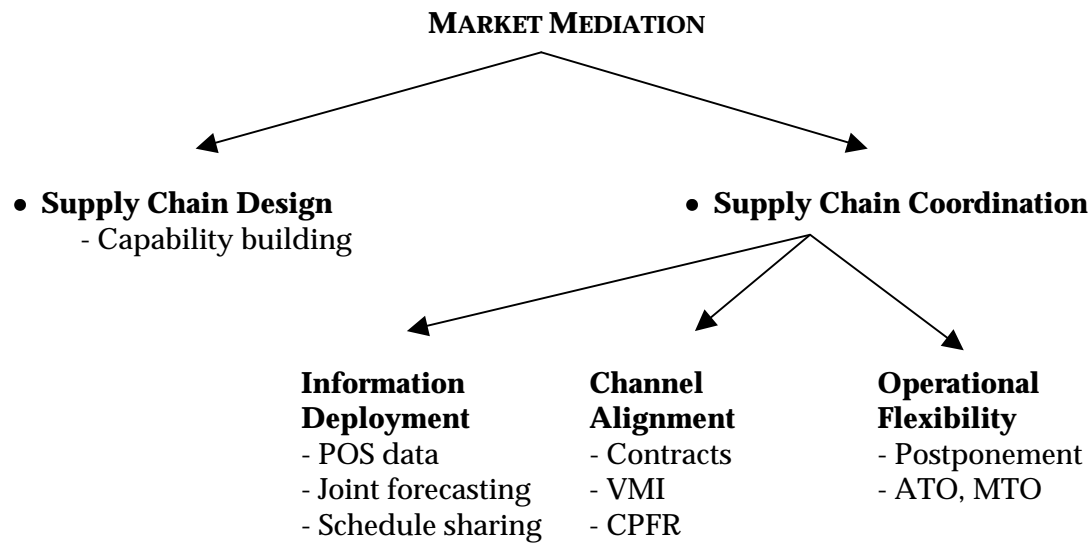 MARKET MEDIATION
• Supply Chain Design
- Capability building
• Supply Chain Coordination
Information
Deployment
- POS data
- Joint forecasting
- Schedule sharing
Channel
Alignment
- Contracts
- VMI
- CPFR
Operational
Flexibility
- Postponement
- ATO, MTO